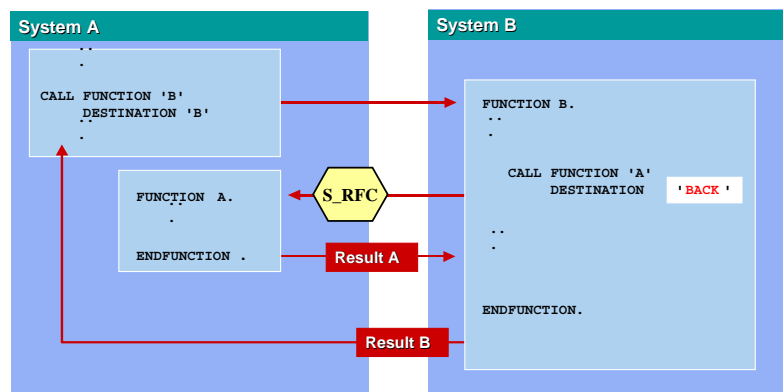 System A
..
.
CALL FUNCTION 'B'
DESTINATION 'B'
..
.
FUNCTION A.
..
.
ENDFUNCTION .
System B
FUNCTION B.
..
.
CALL FUNCTION 'A'
DESTINATION 'BACK '
..
.
ENDFUNCTION.
S_RFC
Result A
Result B